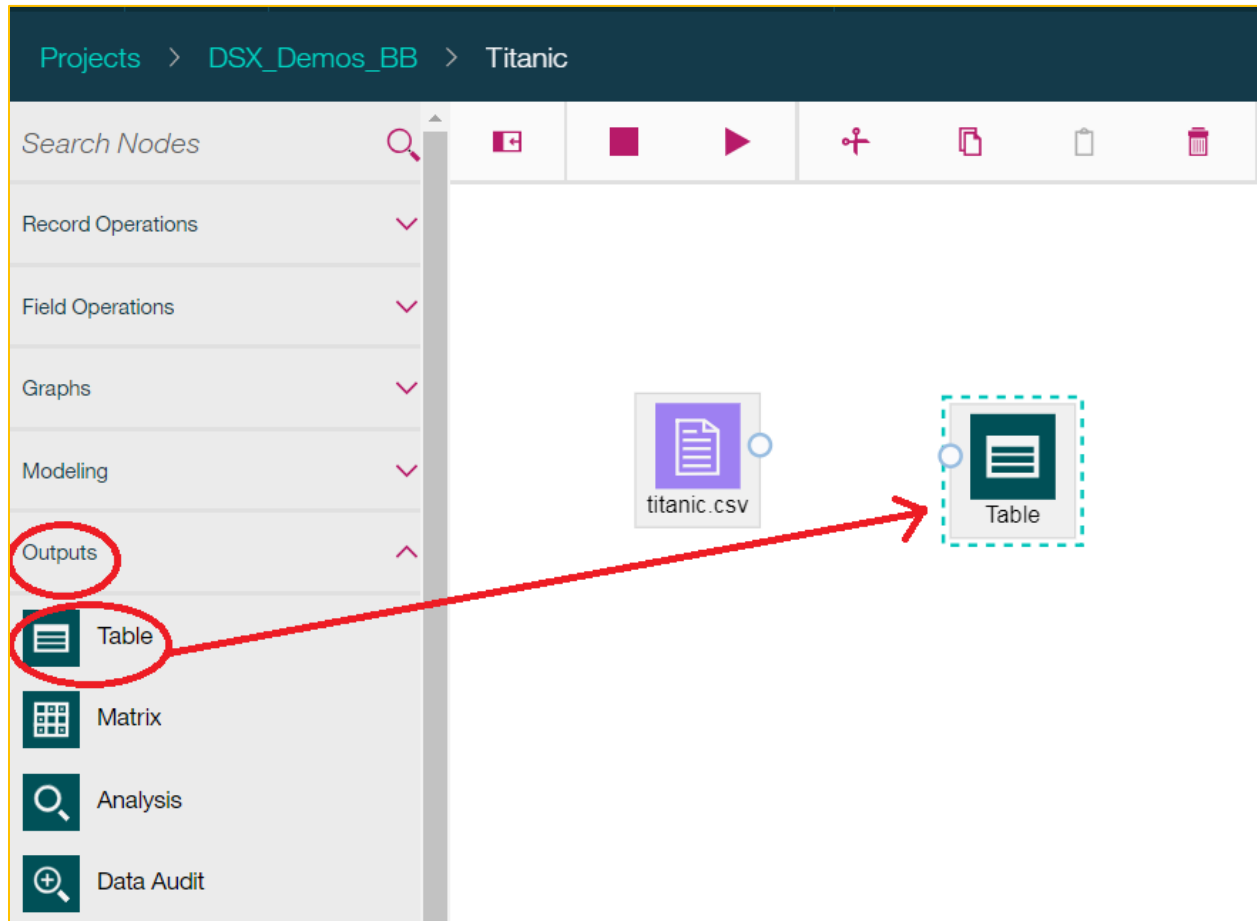 Projects > DSX_Demos_BB > Titanic
Search Nodes
Record Operations
Field Operations
Graphs
Modeling
Outputs
Table
Matrix
Analysis
Data Audit
titanic.csv
Table